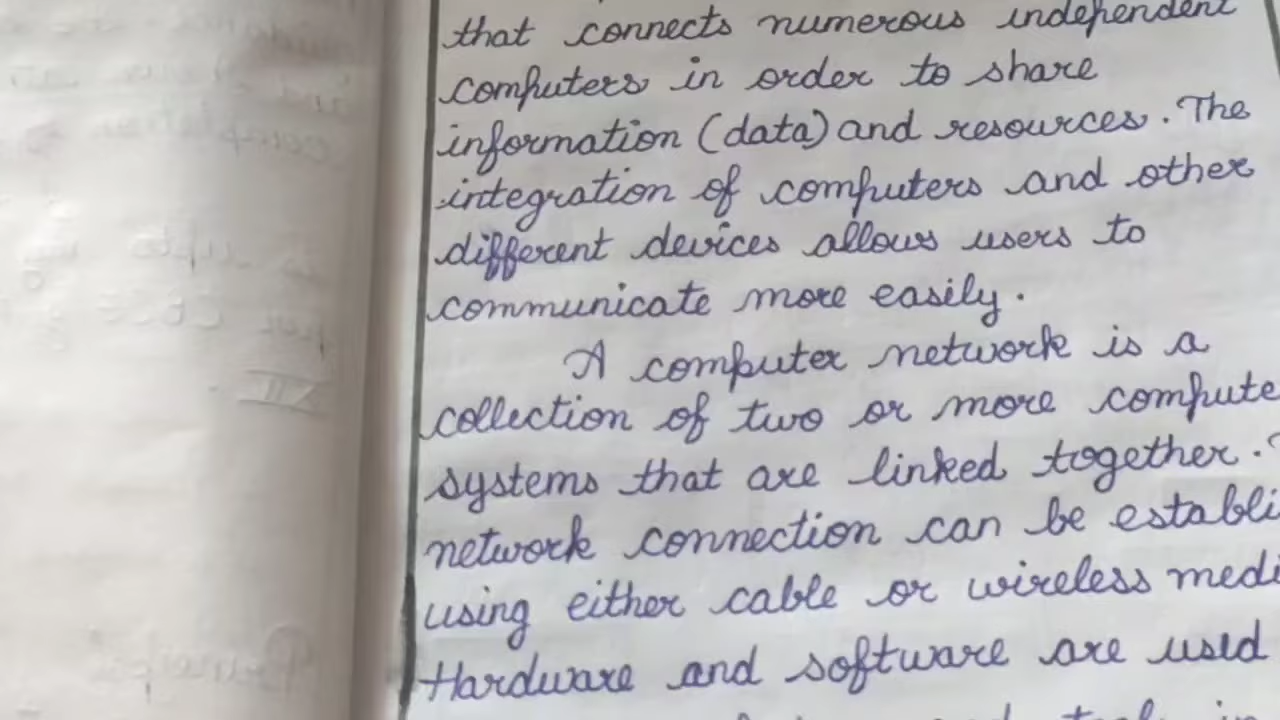 that connects numerous independent
computers in order to share
information (data) and resources. The
integration of computers and other
different devices allows users to
communicate more easily.
A computer network is a
collection of two or more compute
systems that are linked together.
network connection can be establi
using either cable or wireless medi
Hardware and software are used